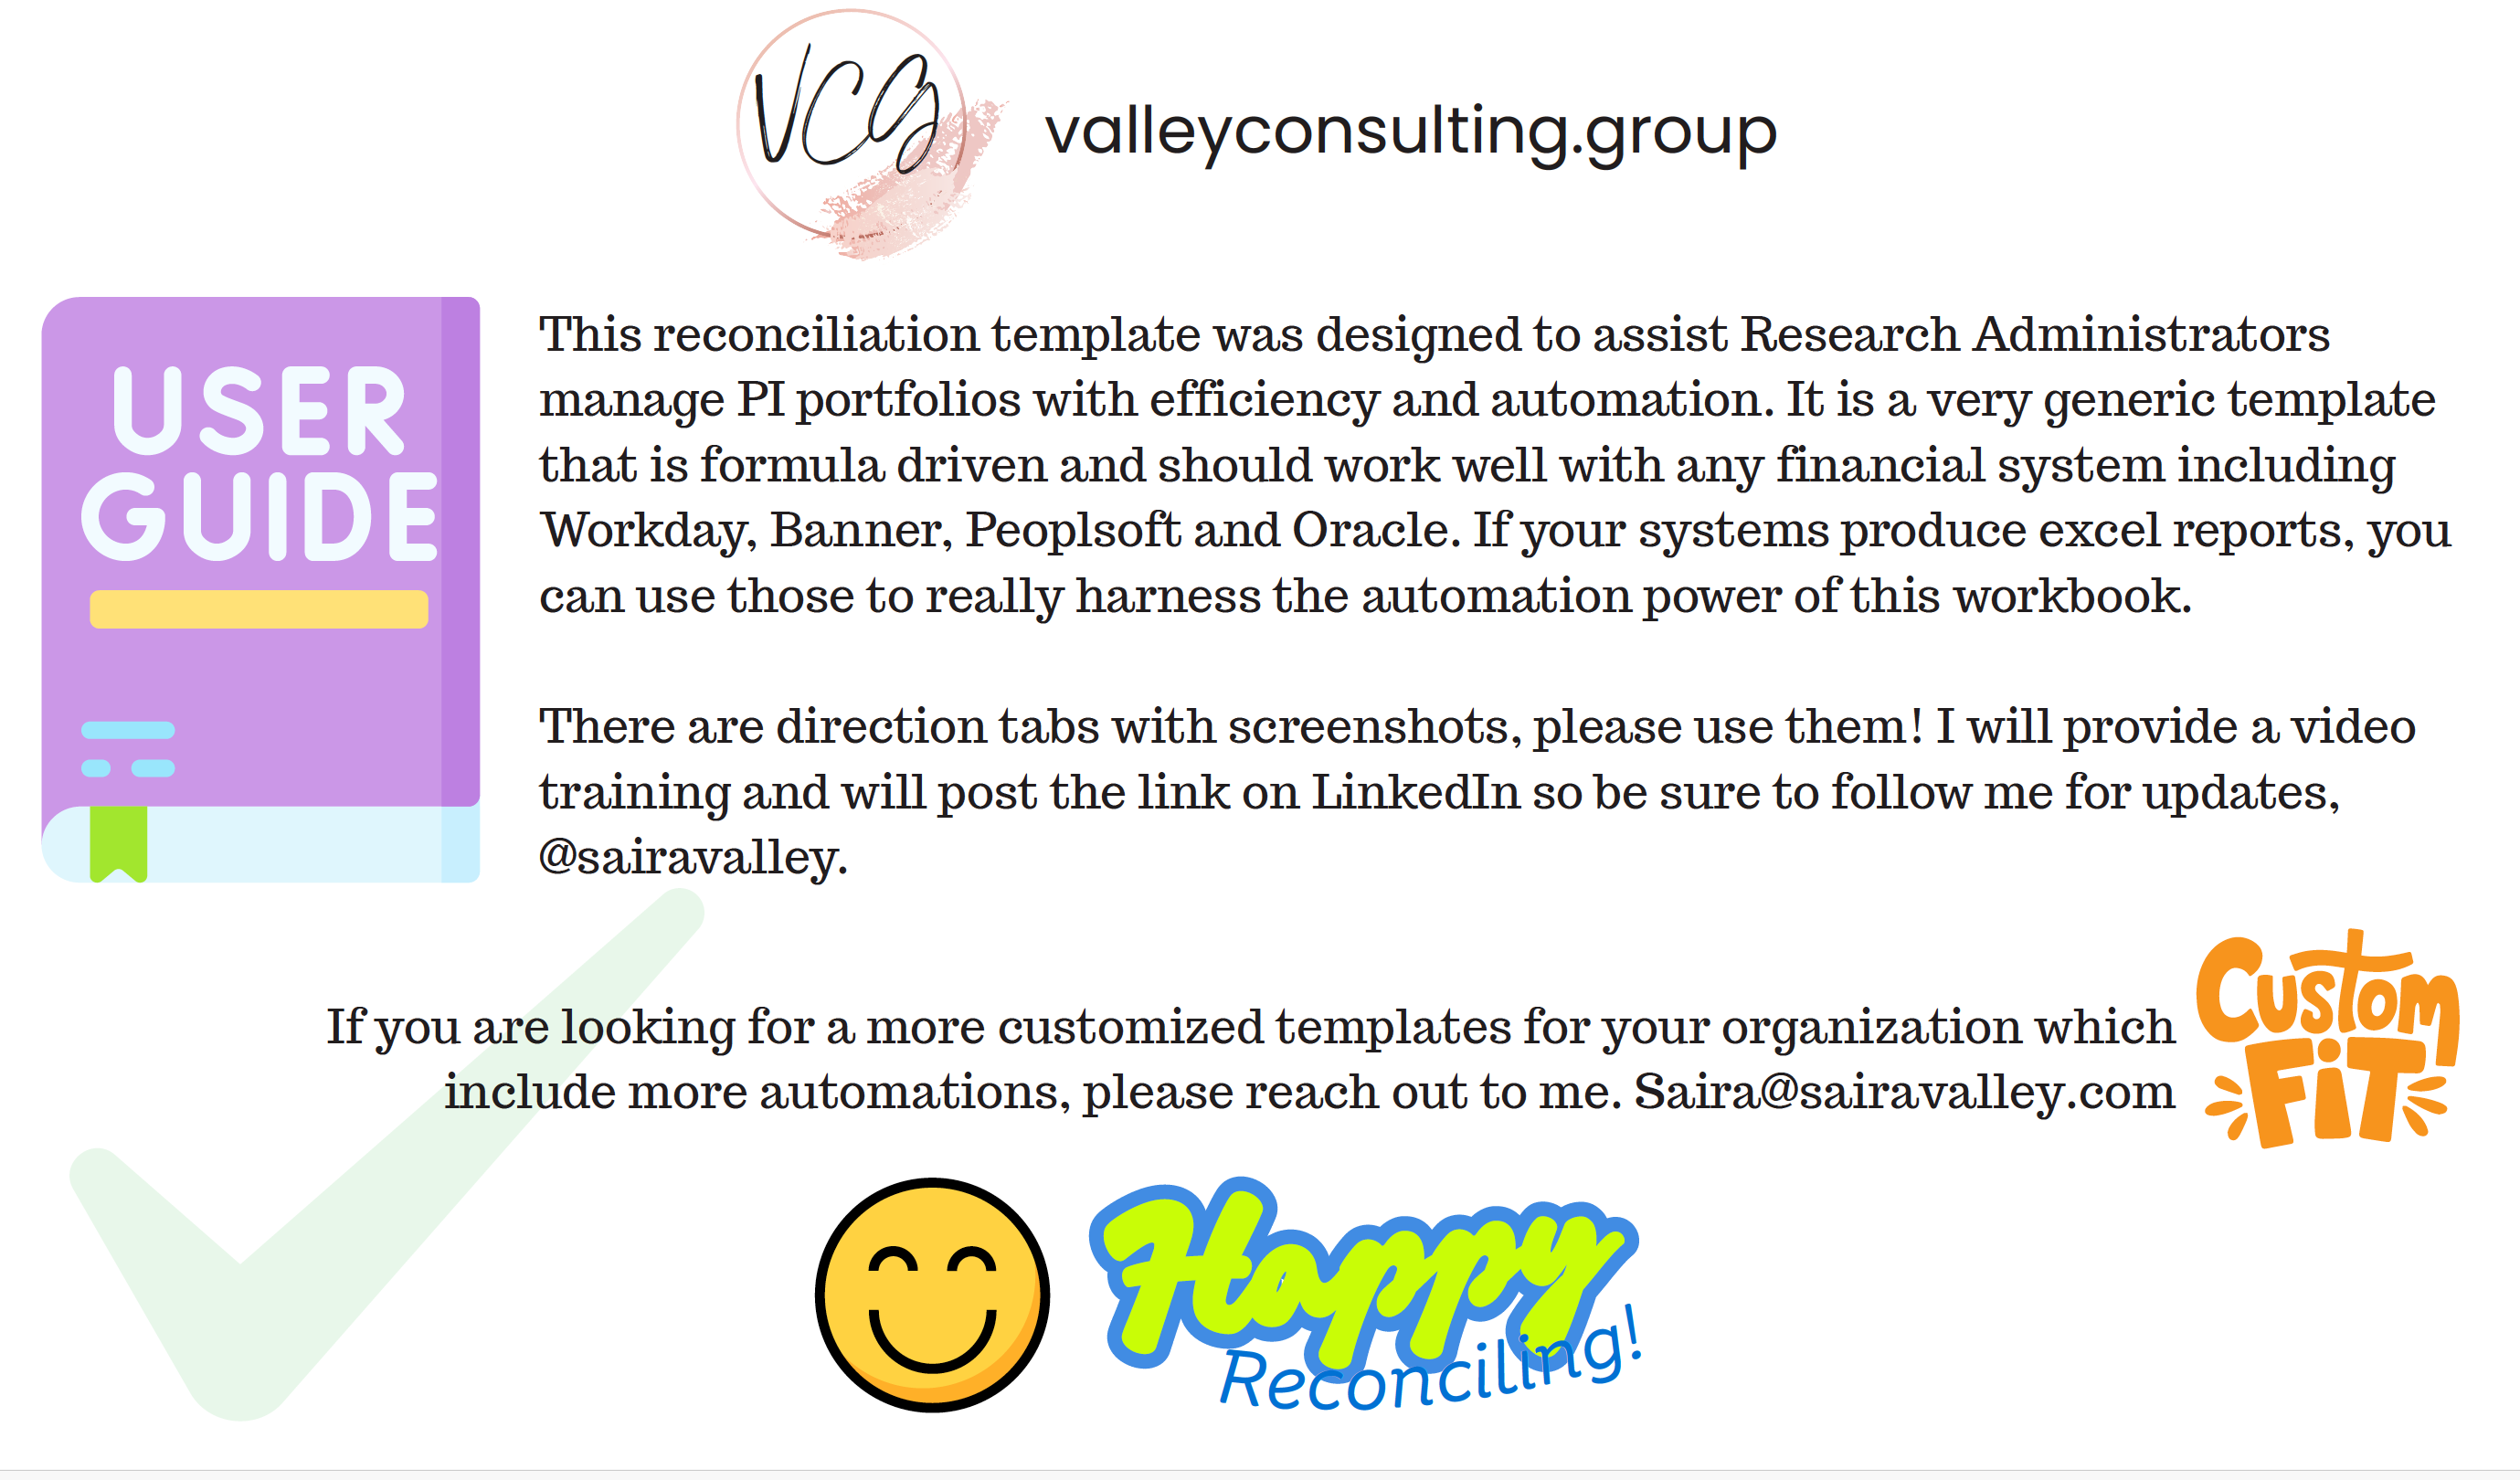 VCG
valleyconsulting.group
USER
GUIDE
This reconciliation template was designed to assist Research Administrators
manage PI portfolios with efficiency and automation. It is a very generic template
that is formula driven and should work well with any financial system including
Workday, Banner, Peoplsoft and Oracle. If your systems produce excel reports, you
can use those to really harness the automation power of this workbook.
There are direction tabs with screenshots, please use them! I will provide a video
training and will post the link on LinkedIn so be sure to follow me for updates,
@sairavalley.
If you are looking for a more customized templates for your organization which
include more automations, please reach out to me. Saira@sairavalley.com
Custom
FiT
Happy
Reconciling!